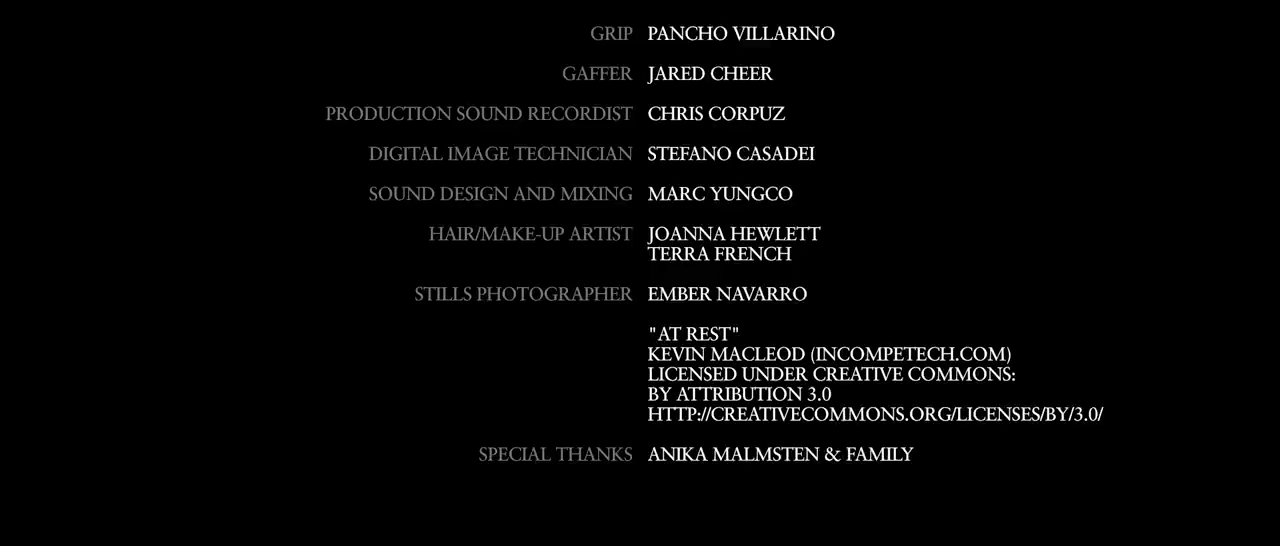 GRIP PANCHO VILLARINO
GAFFER JARED CHEER
PRODUCTION SOUND RECORDIST CHRIS CORPUZ
DIGITAL IMAGE TECHNICIAN STEFANO CASADEI
SOUND DESIGN AND MIXING MARC YUNGCO
HAIR/MAKE-UP ARTIST JOANNA HEWLETT
TERRA FRENCH
STILLS PHOTOGRAPHER EMBER NAVARRO
"AT REST"
KEVIN MACLEOD (INCOMPETECH.COM)
LICENSED UNDER CREATIVE COMMONS:
BY ATTRIBUTION 3.0
HTTP://CREATIVECOMMONS.ORG/LICENSES/BY/3.0/
SPECIAL THANKS ANIKA MALMSTEN & FAMILY